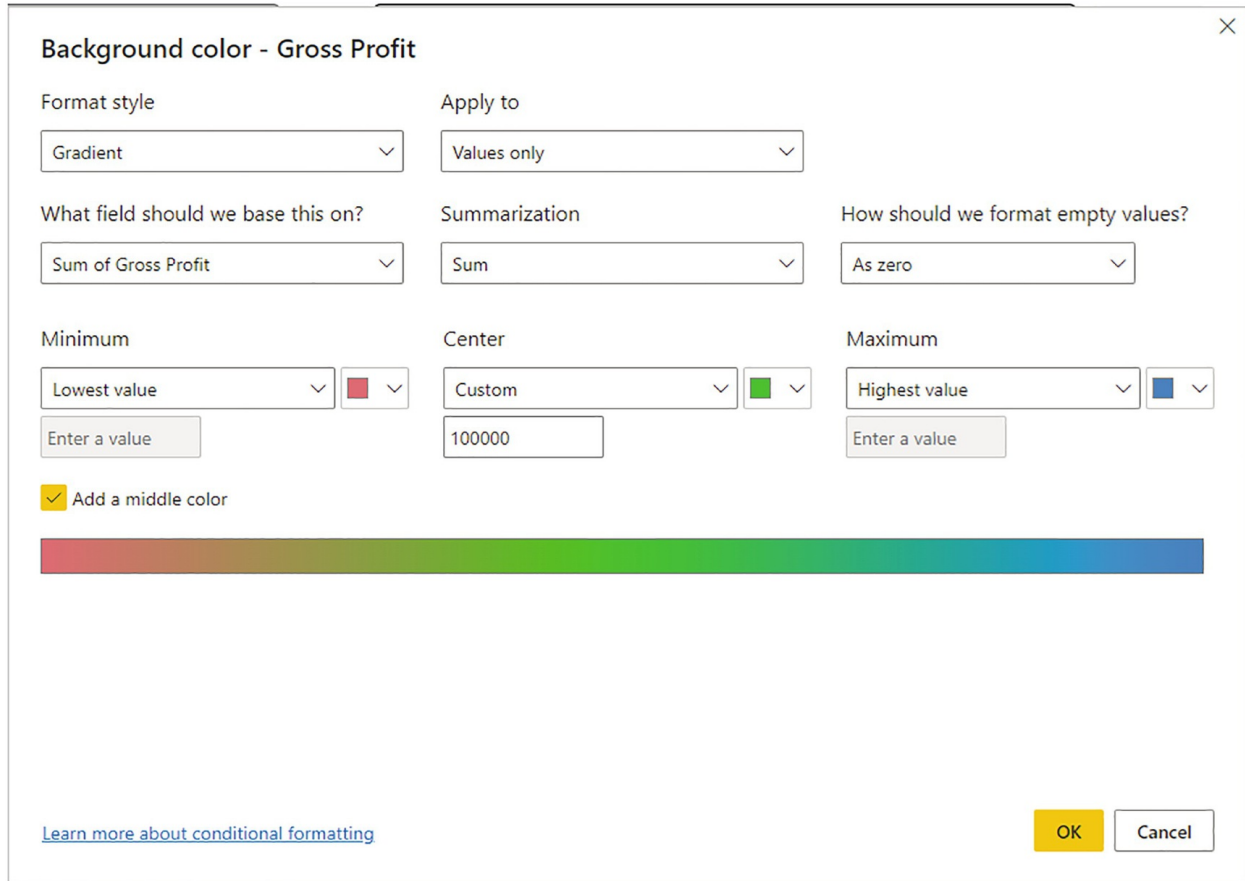 Background color - Gross Profit
Format style
Apply to
Gradient
Values only
What field should we base this on?
Summarization
How should we format empty values?
Sum of Gross Profit
Sum
As zero
Minimum
Center
Maximum
Lowest value
Custom
Highest value
Enter a value
100000
Enter a value
Add a middle color
Learn more about conditional formatting
OK
Cancel